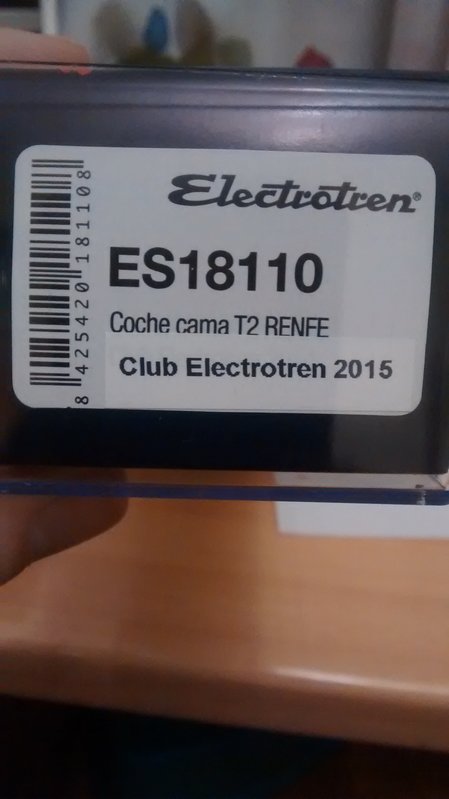 Electrotren®
ES18110
Coche cama T2 RENFE
Club Electrotren 2015
8 425420 181108